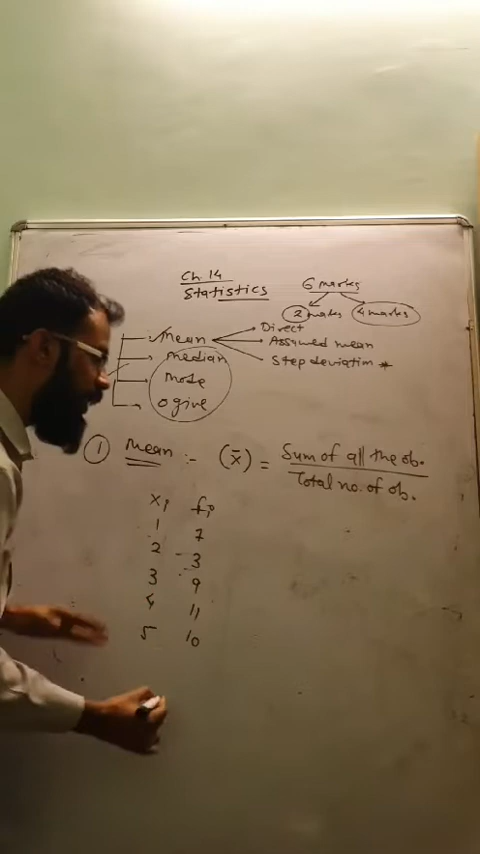 Ch 14
Statistics
6 marks
2 marks 4 marks
Mean
Direct
Assumed mean
Step deviation *
median
mode
ogive
① Mean :- (x̄) = Sum of all the ob. / Total no. of ob.
xi fi
1 7
2 3
3 9
4 11
5 10